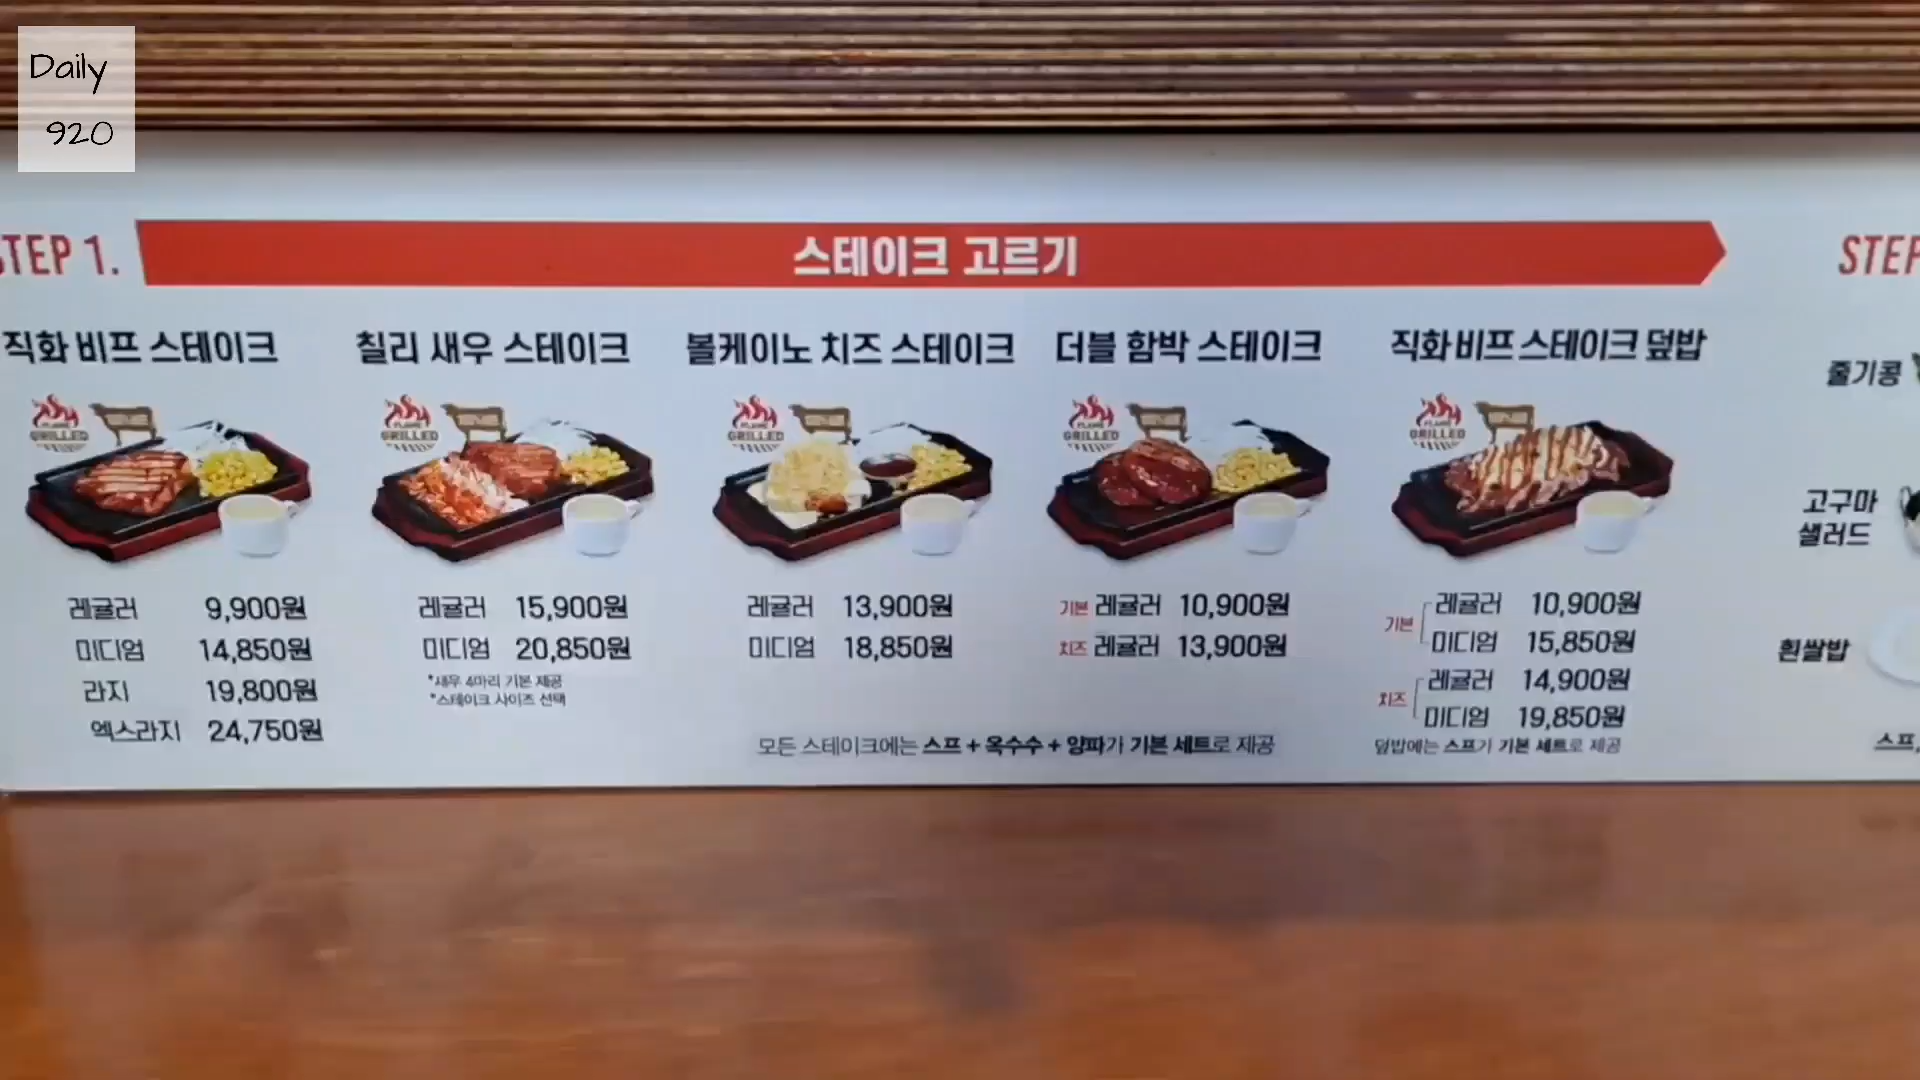 Daily
920
STEP 1.
스테이크 고르기
STEP
직화 비프 스테이크
칠리 새우 스테이크
볼케이노 치즈 스테이크
더블 함박 스테이크
직화 비프 스테이크 덮밥
FLAME
GRILLED
FLAME
GRILLED
FLAME
GRILLED
FLAME
GRILLED
FLAME
GRILLED
레귤러 9,900원
미디엄 14,850원
라지 19,800원
엑스라지 24,750원
레귤러 15,900원
미디엄 20,850원
*새우 4마리 기본 제공
*스테이크 사이즈 선택
레귤러 13,900원
미디엄 18,850원
기본 레귤러 10,900원
치즈 레귤러 13,900원
모든 스테이크에는 스프 + 옥수수 + 양파가 기본 세트로 제공
기본
레귤러 10,900원
미디엄 15,850원
치즈
레귤러 14,900원
미디엄 19,850원
덮밥에는 스프가 기본 세트로 제공
줄기콩
고구마
샐러드
흰쌀밥
스프,